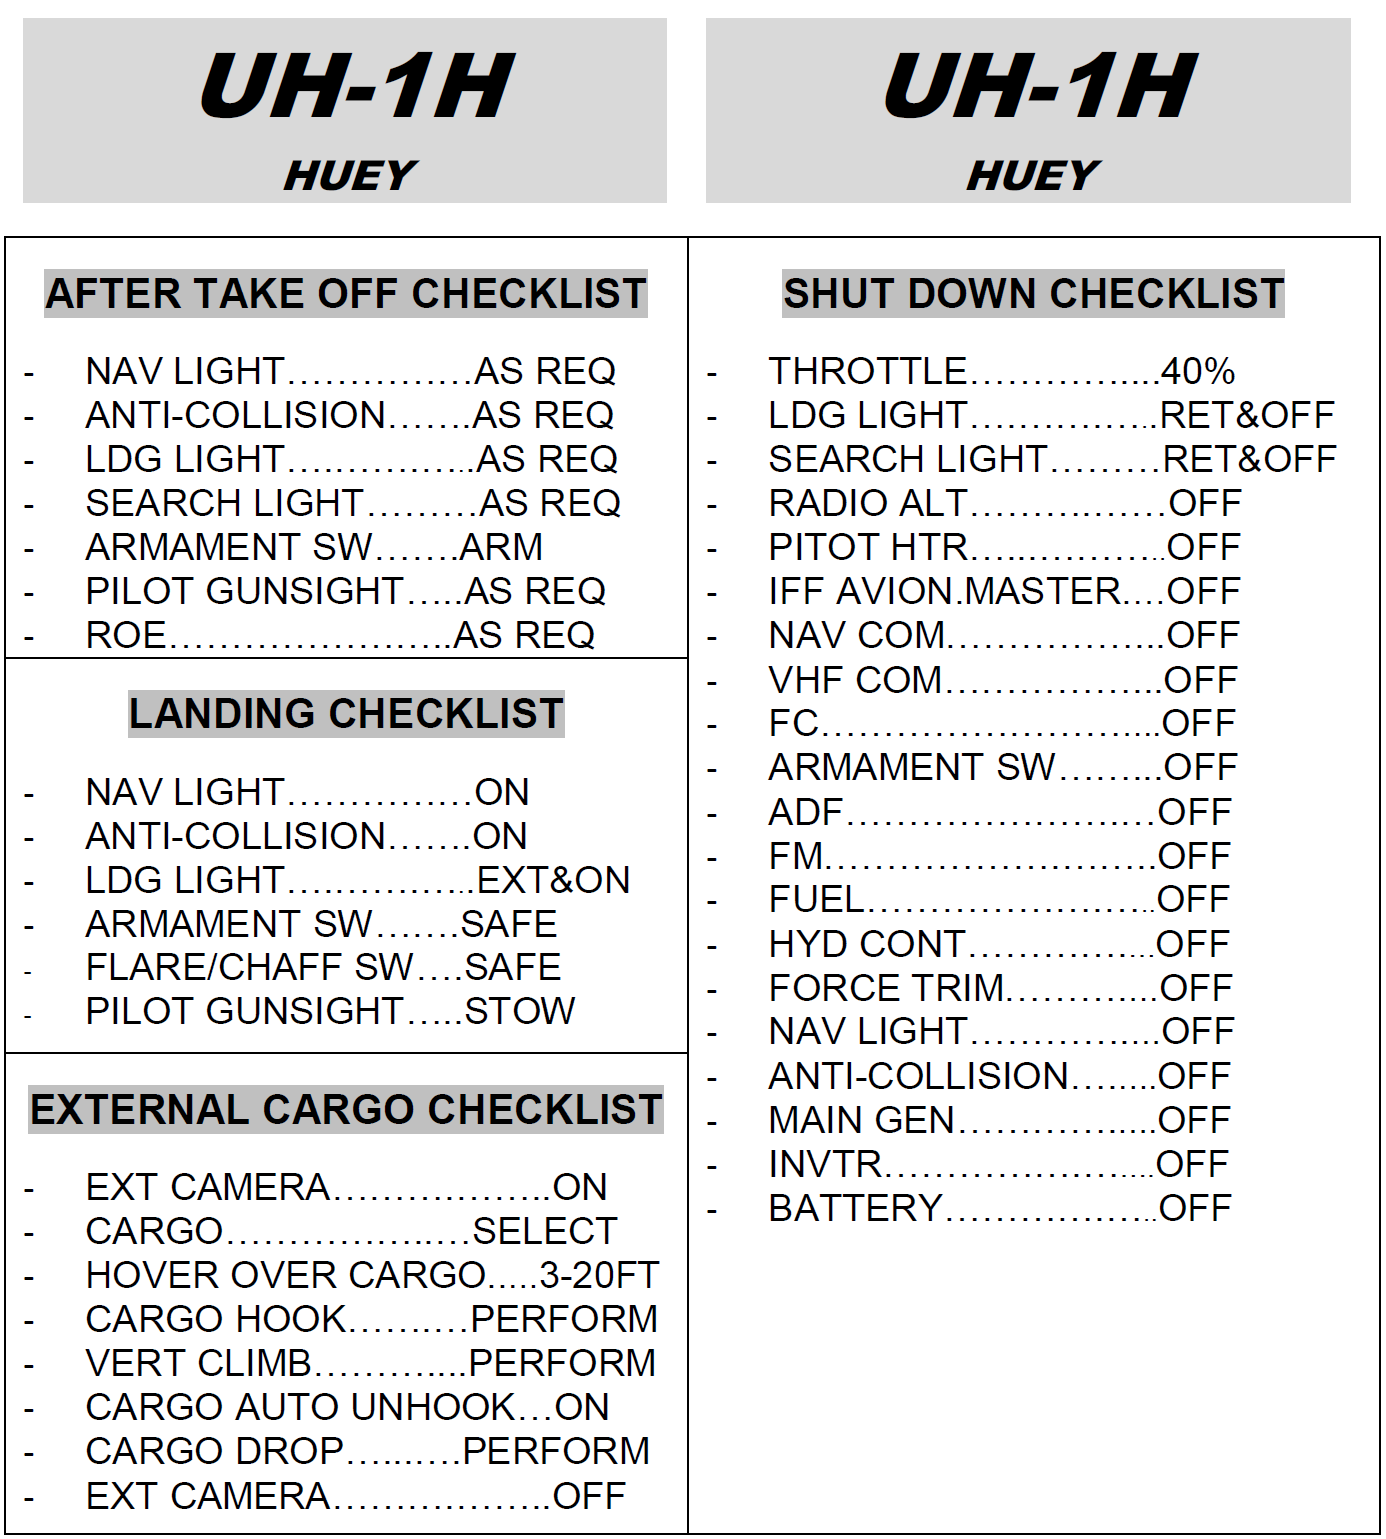 UH-1H
HUEY
AFTER TAKE OFF CHECKLIST
- NAV LIGHT……………AS REQ
- ANTI-COLLISION…….AS REQ
- LDG LIGHT…..………...AS REQ
- SEARCH LIGHT………AS REQ
- ARMAMENT SW…….ARM
- PILOT GUNSIGHT…..AS REQ
- ROE……………………..AS REQ
LANDING CHECKLIST
- NAV LIGHT……………ON
- ANTI-COLLISION…….ON
- LDG LIGHT…..………...EXT&ON
- ARMAMENT SW…….SAFE
- FLARE/CHAFF SW….SAFE
- PILOT GUNSIGHT…..STOW
EXTERNAL CARGO CHECKLIST
- EXT CAMERA……………...ON
- CARGO……………..…SELECT
- HOVER OVER CARGO.....3-20FT
- CARGO HOOK…….…PERFORM
- VERT CLIMB………....PERFORM
- CARGO AUTO UNHOOK…ON
- CARGO DROP…...….PERFORM
- EXT CAMERA……………...OFF
UH-1H
HUEY
SHUT DOWN CHECKLIST
- THROTTLE………….....40%
- LDG LIGHT……………..RET&OFF
- SEARCH LIGHT………RET&OFF
- RADIO ALT…………….OFF
- PITOT HTR…..………...OFF
- IFF AVION.MASTER….OFF
- NAV COM……………...OFF
- VHF COM……………...OFF
- FC……………………....OFF
- ARMAMENT SW……...OFF
- ADF……………………..OFF
- FM……………………...OFF
- FUEL…………………...OFF
- HYD CONT…………....OFF
- FORCE TRIM………....OFF
- NAV LIGHT………….....OFF
- ANTI-COLLISION…......OFF
- MAIN GEN………….....OFF
- INVTR………………....OFF
- BATTERY……………...OFF